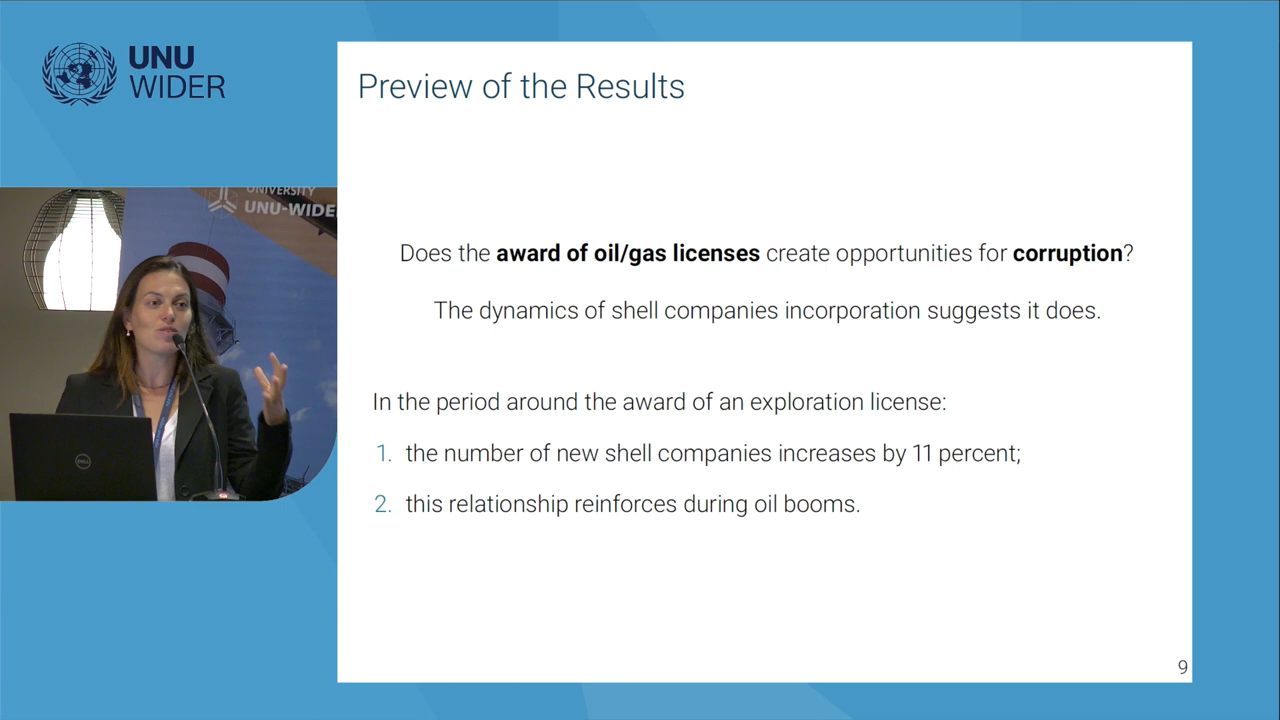 UNU
WIDER
Preview of the Results
UNIVERSITY
UNU-WIDER
Does the award of oil/gas licenses create opportunities for corruption?
The dynamics of shell companies incorporation suggests it does.
In the period around the award of an exploration license:
1. the number of new shell companies increases by 11 percent;
2. this relationship reinforces during oil booms.
DELL
9